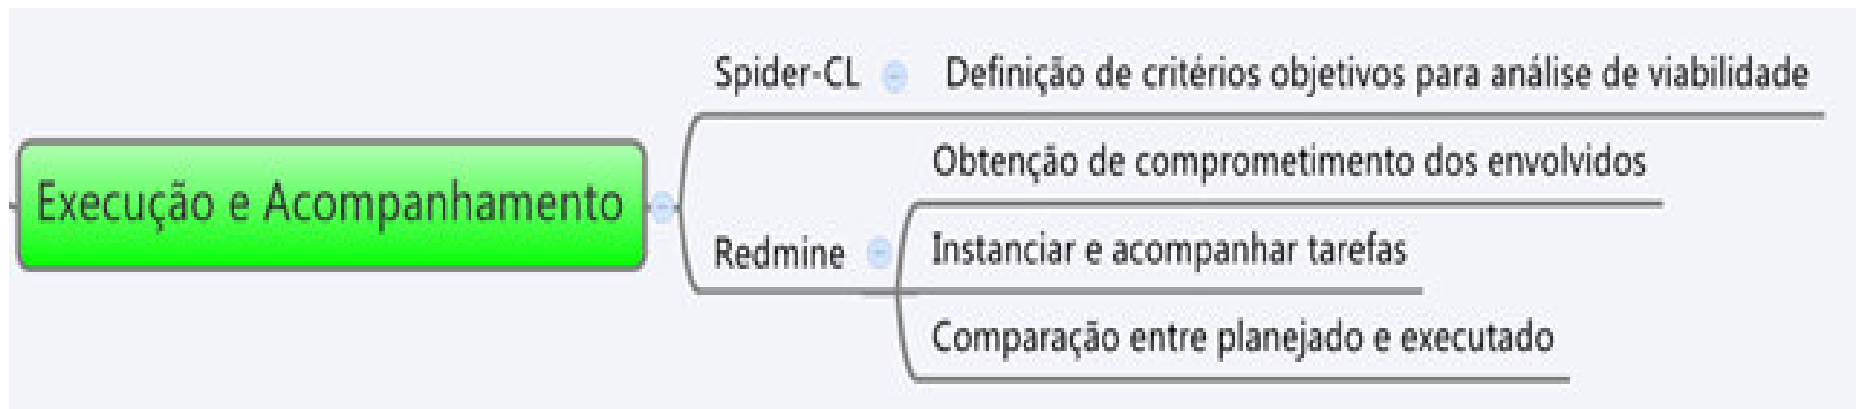 Spider-CL Definição de critérios objetivos para análise de viabilidade
Obtenção de comprometimento dos envolvidos
Execução e Acompanhamento
Redmine Instanciar e acompanhar tarefas
Comparação entre planejado e executado